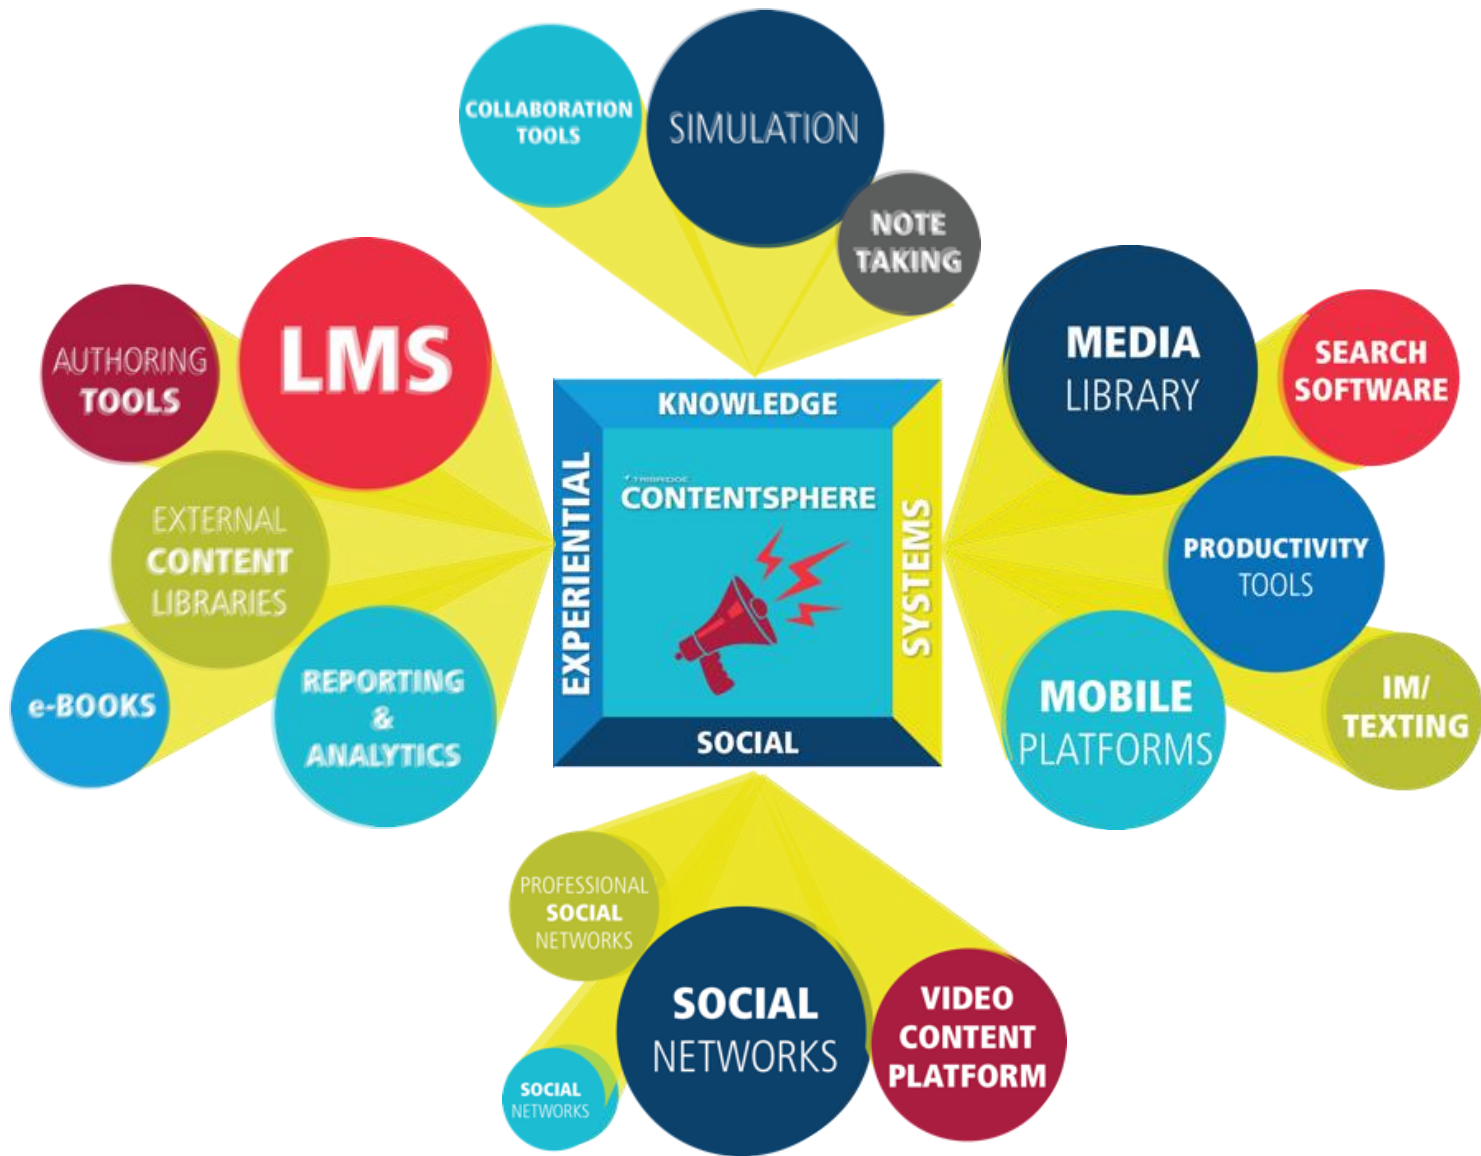 COLLABORATION
TOOLS
SIMULATION
NOTE
TAKING
AUTHORING
TOOLS
LMS
EXTERNAL
CONTENT
LIBRARIES
e-BOOKS
REPORTING
&
ANALYTICS
KNOWLEDGE
EXPERIENTIAL
TRIBRIDGE
CONTENTSPHERE
SYSTEMS
SOCIAL
MEDIA
LIBRARY
SEARCH
SOFTWARE
PRODUCTIVITY
TOOLS
MOBILE
PLATFORMS
IM/
TEXTING
PROFESSIONAL
SOCIAL
NETWORKS
SOCIAL
NETWORKS
SOCIAL
NETWORKS
VIDEO
CONTENT
PLATFORM